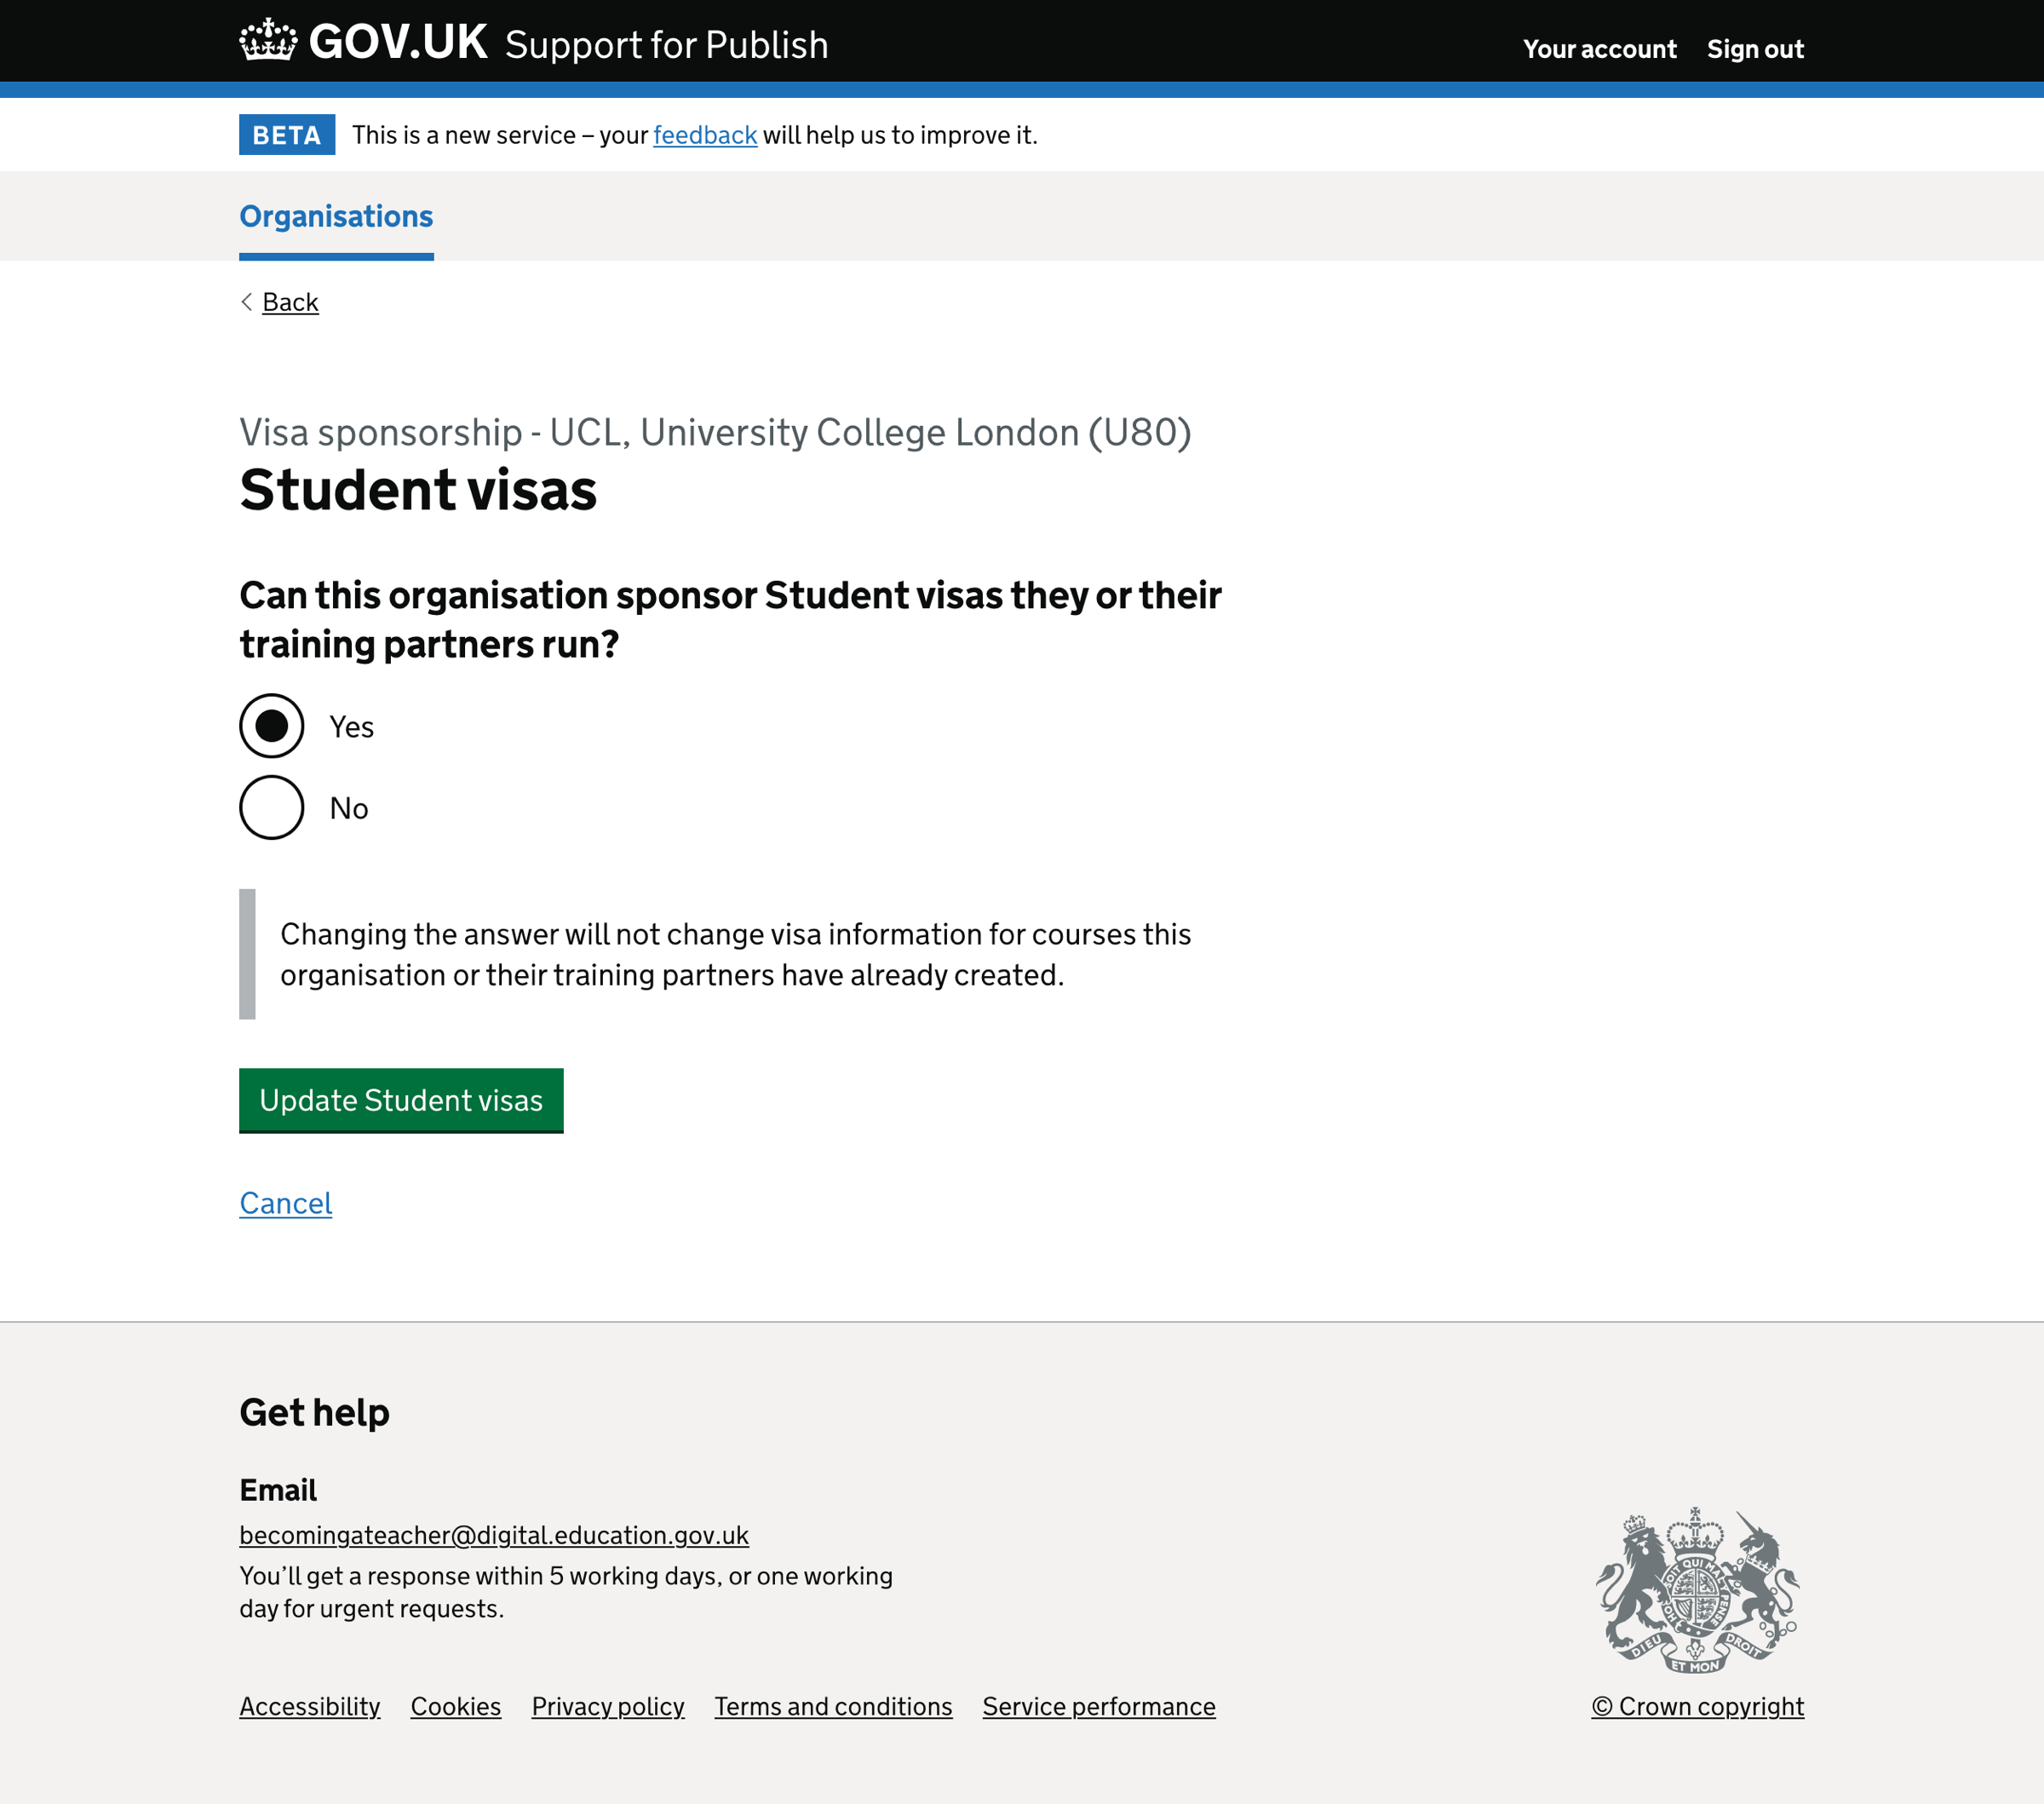 GOV.UK Support for Publish
Your account Sign out
BETA This is a new service – your feedback will help us to improve it.
Organisations
Back
Visa sponsorship - UCL, University College London (U80)
Student visas
Can this organisation sponsor Student visas they or their
training partners run?
Yes
No
Changing the answer will not change visa information for courses this
organisation or their training partners have already created.
Update Student visas
Cancel
Get help
Email
becomingateacher@digital.education.gov.uk
You’ll get a response within 5 working days, or one working
day for urgent requests.
SOIT QUI MAL
PENSE
HON
DIEU ET MON DROIT
Accessibility Cookies Privacy policy Terms and conditions Service performance
© Crown copyright